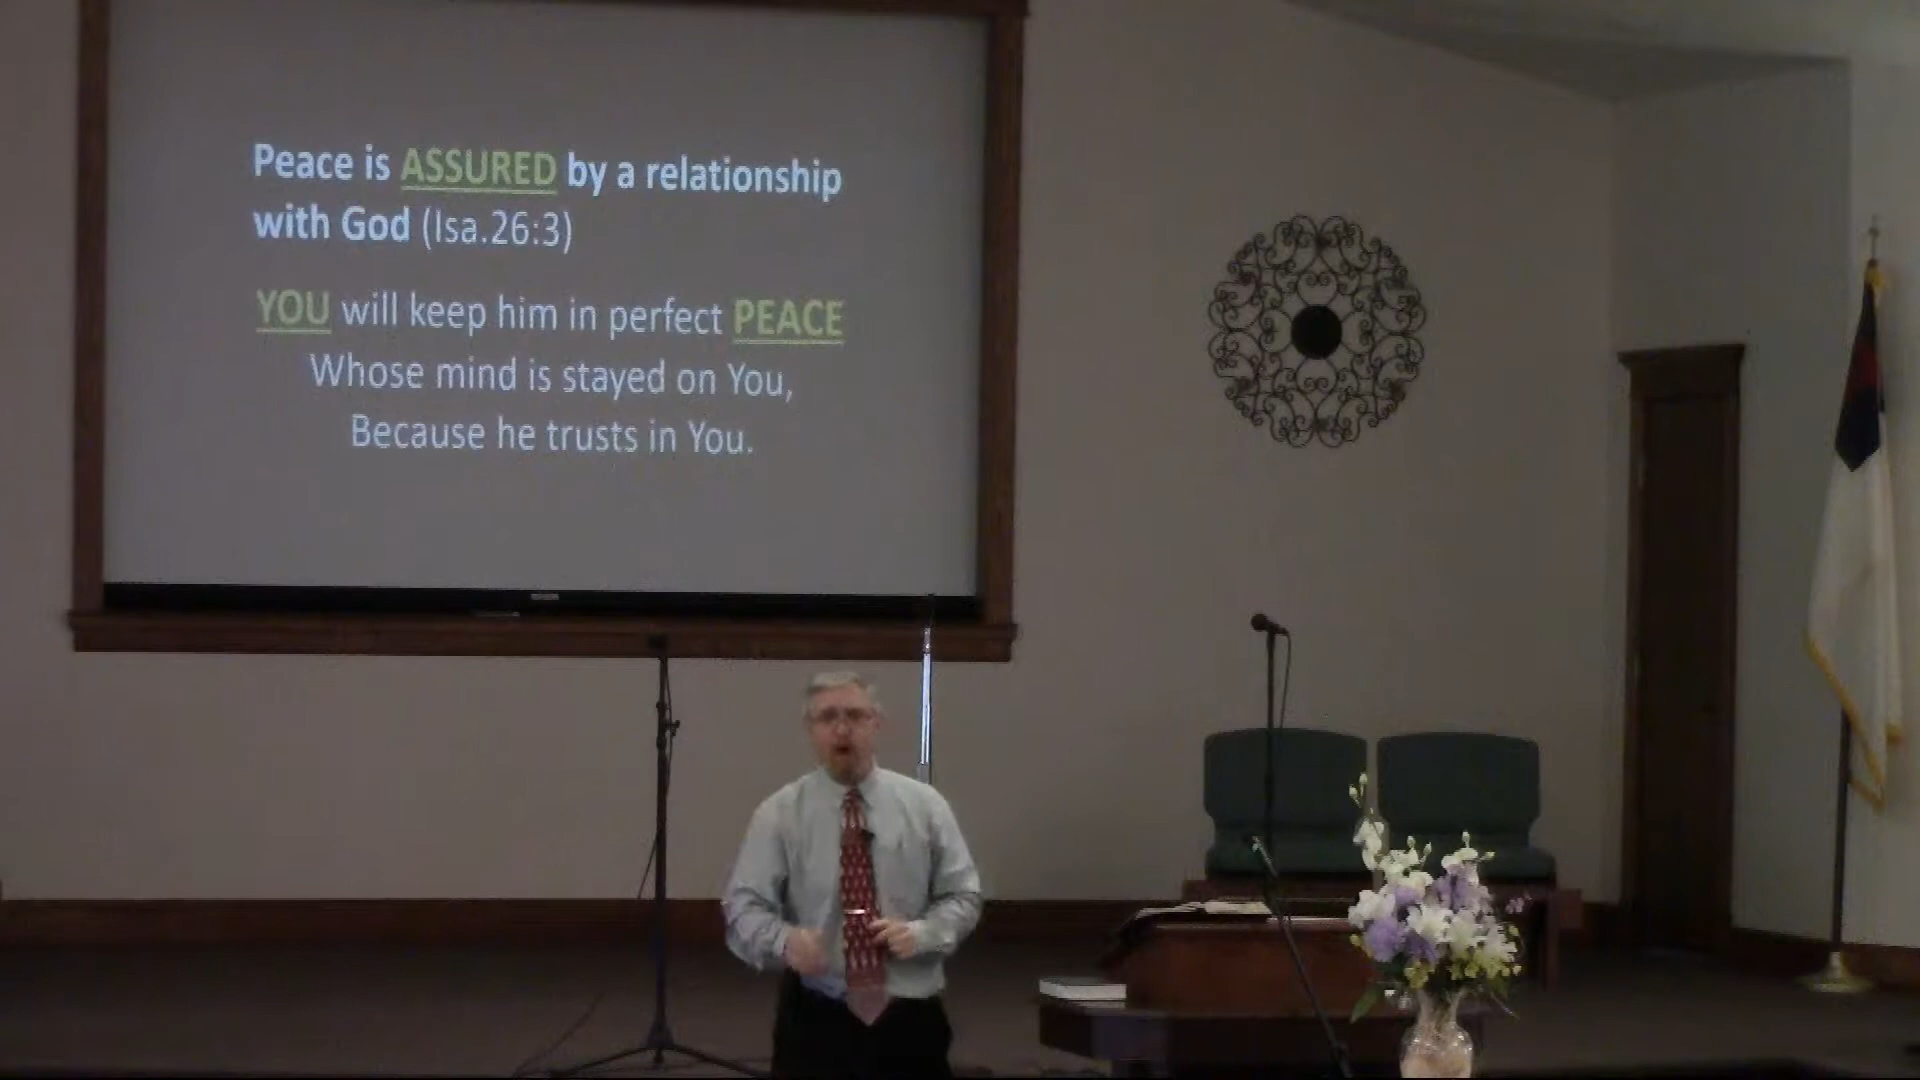 Peace is ASSURED by a relationship
with God (Isa.26:3)
YOU will keep him in perfect PEACE
Whose mind is stayed on You,
Because he trusts in You.